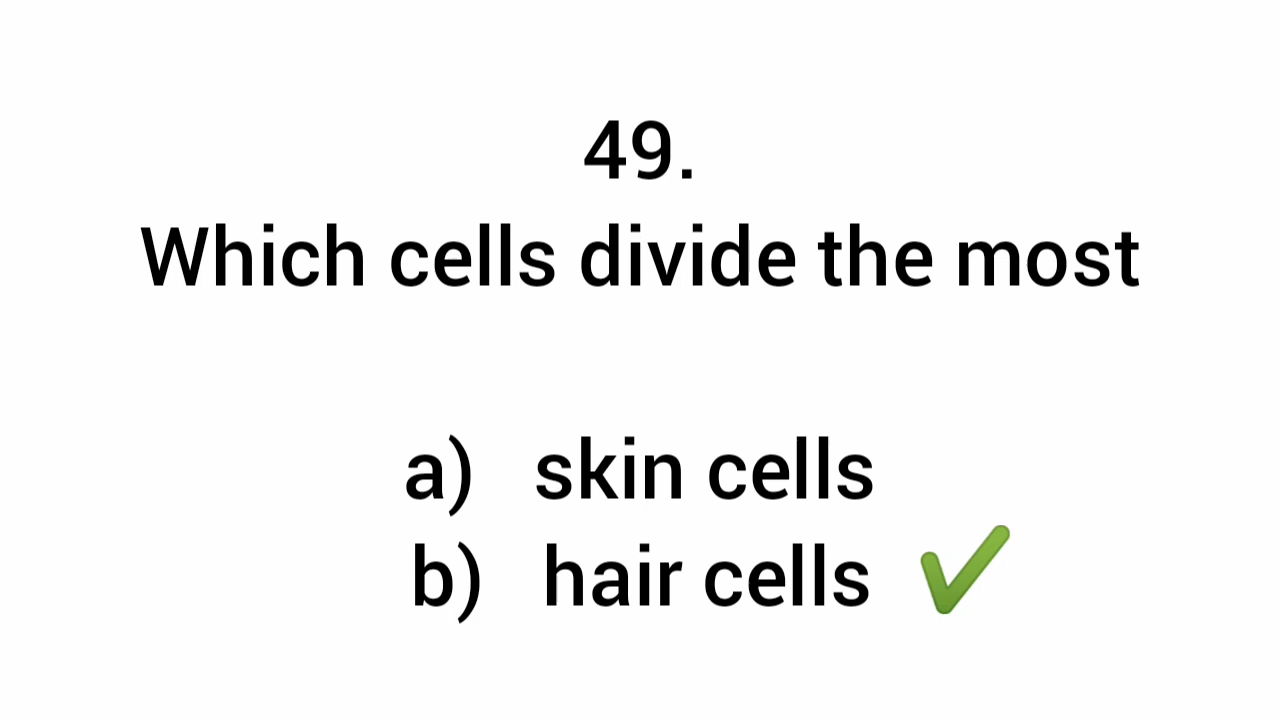 49.
Which cells divide the most
a) skin cells
b) hair cells ✔